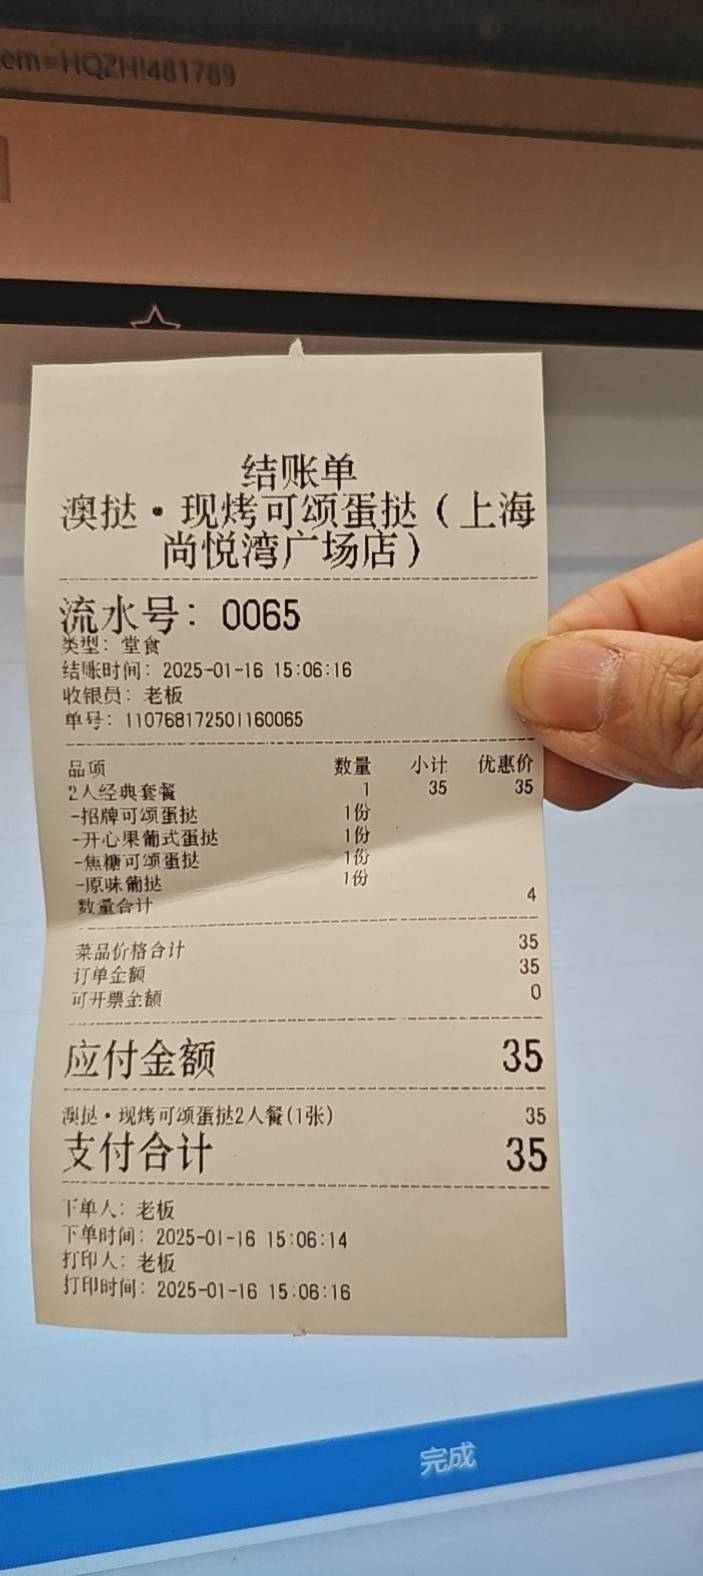 em=HQZHI481789
结账单
澳挞·现烤可颂蛋挞(上海
尚悦湾广场店)
流水号: 0065
类型: 堂食
结账时间: 2025-01-16 15:06:16
收银员: 老板
单号: 110768172501160065
品项 数量 小计 优惠价
2人经典套餐 1 35 35
-招牌可颂蛋挞 1份
-开心果葡式蛋挞 1份
-焦糖可颂蛋挞 1份
-原味葡挞 1份
数量合计 4
菜品价格合计 35
订单金额 35
可开票金额 0
应付金额 35
澳挞·现烤可颂蛋挞2人餐(1张) 35
支付合计 35
下单人: 老板
下单时间: 2025-01-16 15:06:14
打印人: 老板
打印时间: 2025-01-16 15:06:16
完成